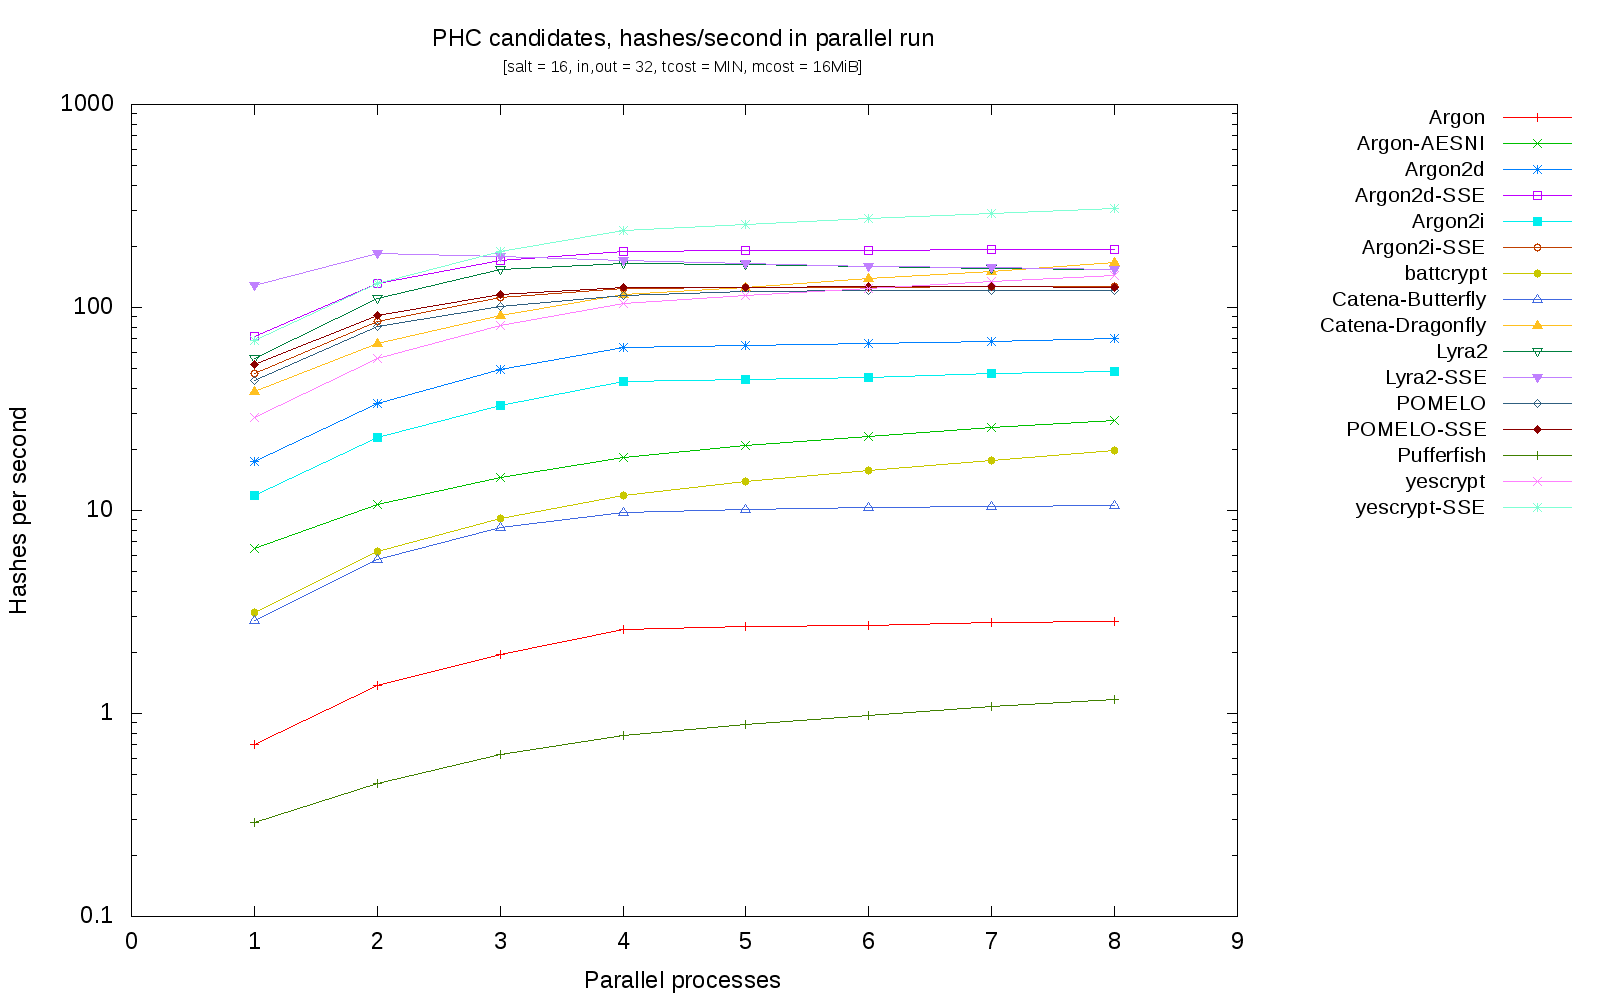 PHC candidates, hashes/second in parallel run
[salt = 16, in,out = 32, tcost = MIN, mcost = 16MiB]
1000
100
10
1
0.1
Hashes per second
0 1 2 3 4 5 6 7 8 9
Parallel processes
Argon
Argon-AESNI
Argon2d
Argon2d-SSE
Argon2i
Argon2i-SSE
battcrypt
Catena-Butterfly
Catena-Dragonfly
Lyra2
Lyra2-SSE
POMELO
POMELO-SSE
Pufferfish
yescrypt
yescrypt-SSE